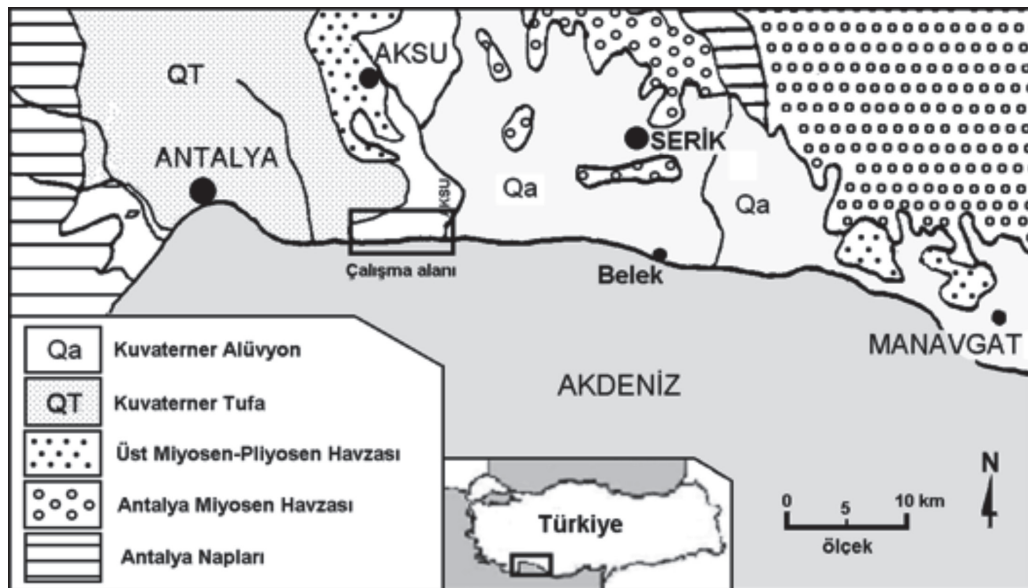 QT
AKSU
ANTALYA
SERİK
Qa
Qa
AKSU
Çalışma alanı
Belek
MANAVGAT
AKDENİZ
Qa Kuvaterner Alüvyon
QT Kuvaterner Tufa
Üst Miyosen-Pliyosen Havzası
Antalya Miyosen Havzası
Antalya Napları
Türkiye
N
0 5 10 km
ölçek